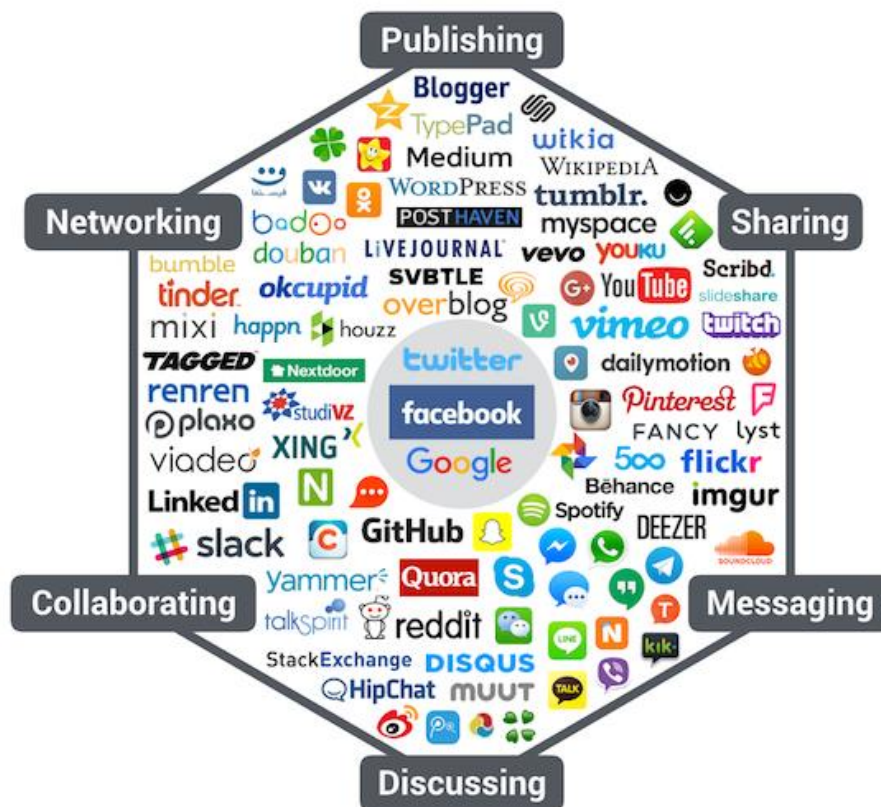 Publishing
Blogger
TypePad
wikia
Medium
WIKIPEDIA
WORDPRESS
tumblr.
Networking
badoo
POSTHAVEN
myspace
Sharing
douban
LiVEJOURNAL
vevo
YOUKU
bumble
SVBTLE
G+
You Tube
Scribd.
tinder
okcupid
overblog
slideshare
mixi
happn
houzz
vimeo
twitch
TAGGED
Nextdoor
twitter
dailymotion
renren
studiVZ
facebook
Pinterest
plaxo
XING
Google
FANCY
lyst
viadeo
500
flickr
Linked in
N
Bēhance
imgur
Spotify
DEEZER
slack
C
GitHub
SOUNDCLOUD
yammer
Quora
S
Collaborating
T
Messaging
talkSpirit
reddit
LINE
N
kik
StackExchange
DISQUS
HipChat
muut
TALK
Discussing